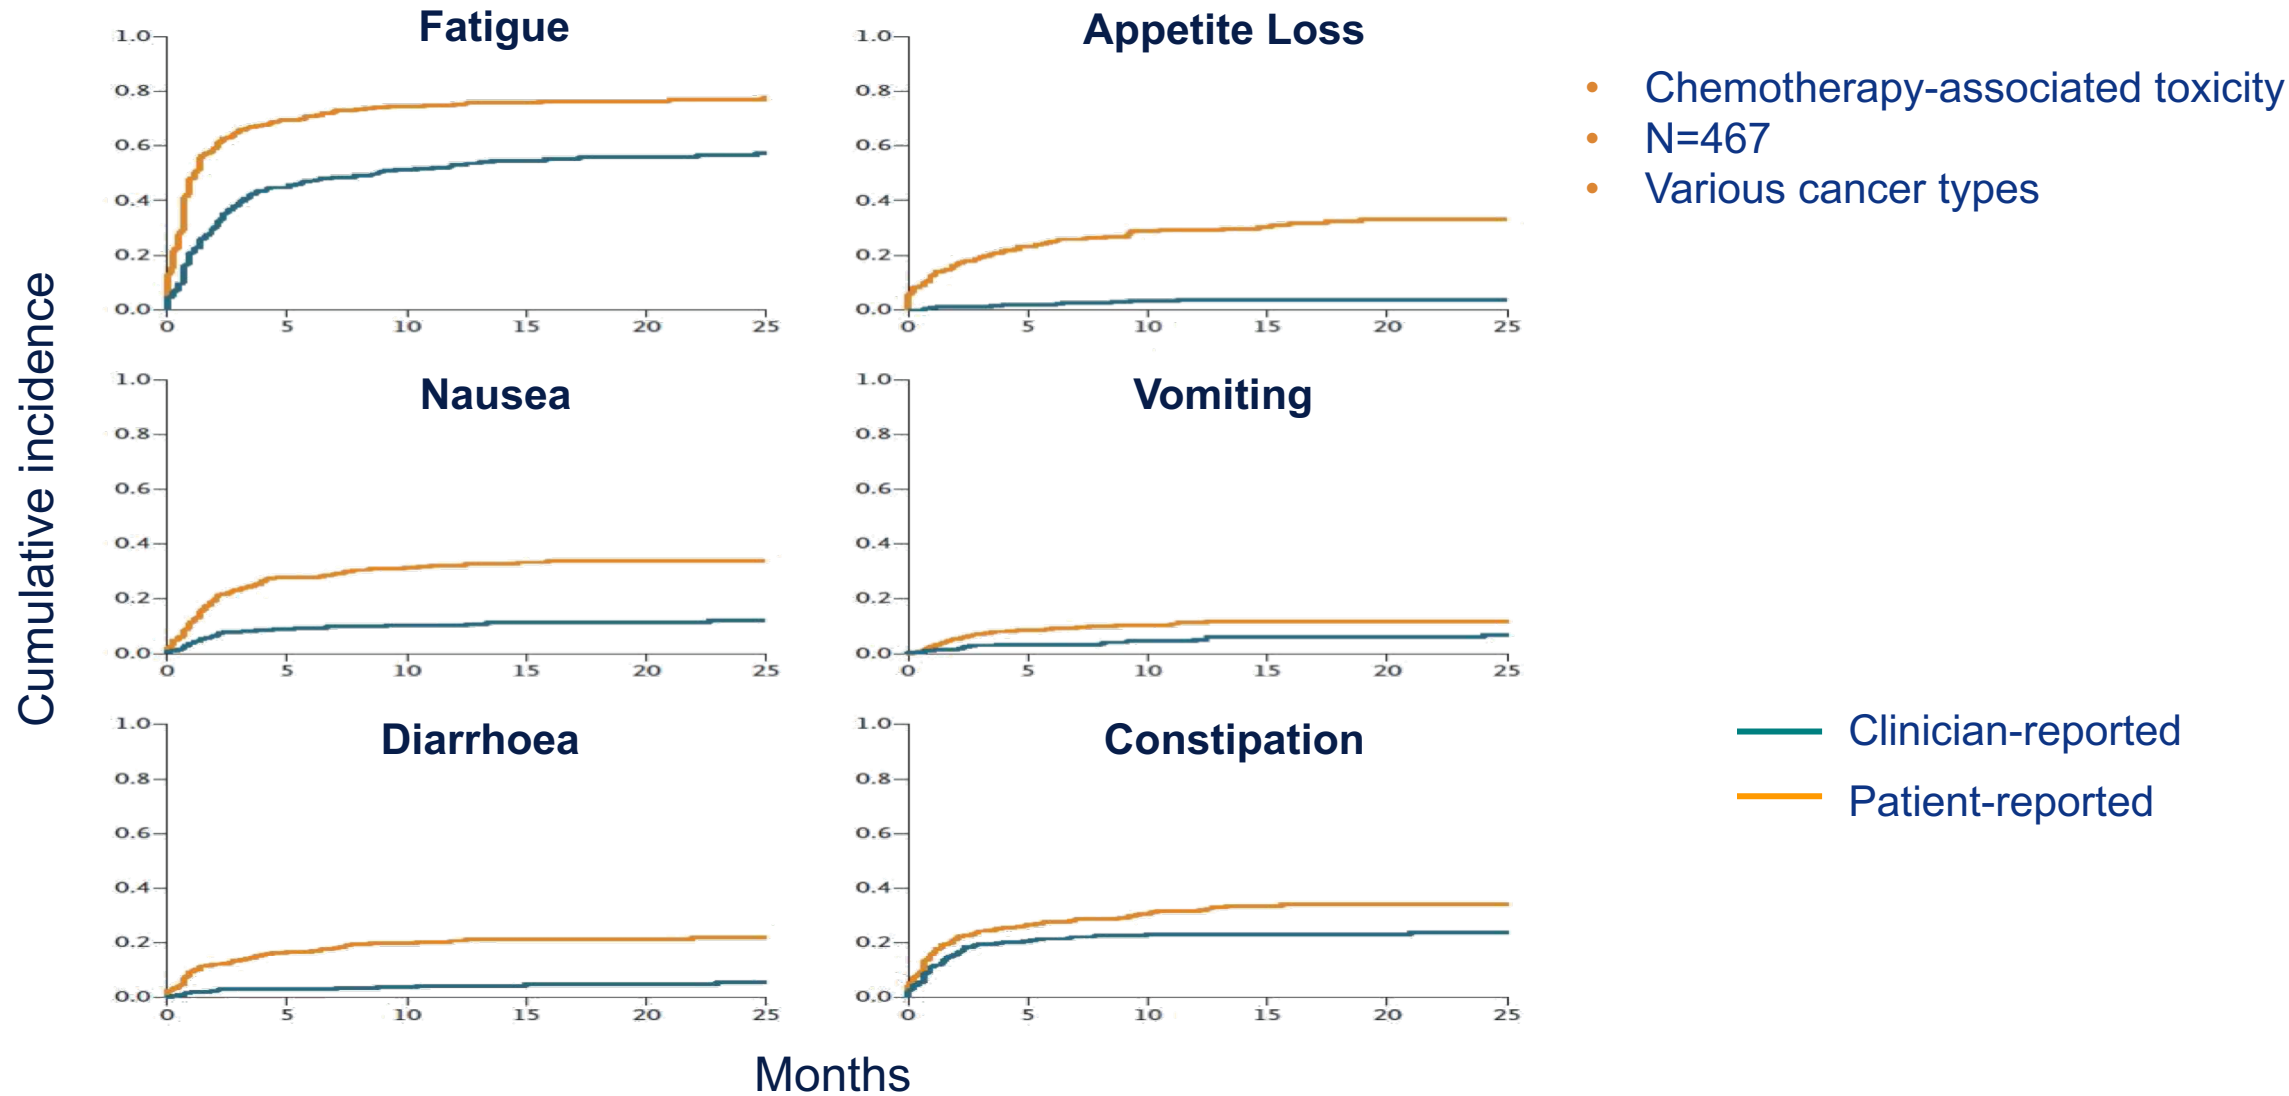 Fatigue
1.0
0.8
0.6
0.4
0.2
0.0
0 5 10 15 20 25
Appetite Loss
1.0
0.8
0.6
0.4
0.2
0.0
0 5 10 15 20 25
• Chemotherapy-associated toxicity
• N=467
• Various cancer types
Cumulative incidence
Nausea
1.0
0.8
0.6
0.4
0.2
0.0
0 5 10 15 20 25
Vomiting
1.0
0.8
0.6
0.4
0.2
0.0
0 5 10 15 20 25
Diarrhoea
1.0
0.8
0.6
0.4
0.2
0.0
0 5 10 15 20 25
Constipation
1.0
0.8
0.6
0.4
0.2
0.0
0 5 10 15 20 25
Clinician-reported
Patient-reported
Months